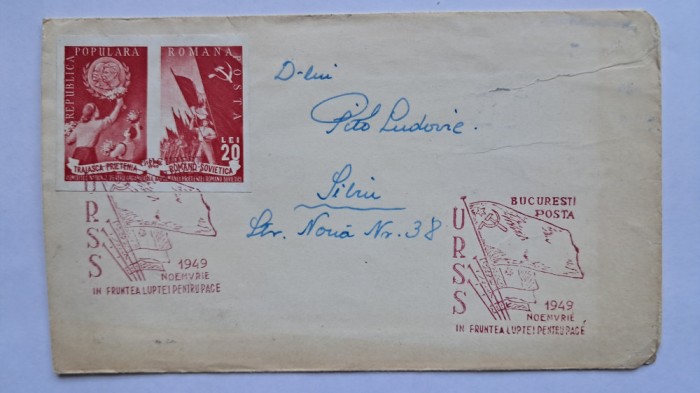 REPUBLICA
POPULARA ROMANA
POSTA
LEI
20
TRAIASCA PRIETENIA
ROMANO-SOVIETICA
D-lui
Pito Ludovic.
Sibiu
Str. Nouă Nr. 38
URSS
1949
NOEMVRIE
IN FRUNTEA LUPTEI PENTRU PACE
BUCURESTI
POSTA
URSS
1949
NOEMVRIE
IN FRUNTEA LUPTEI PENTRU PACE